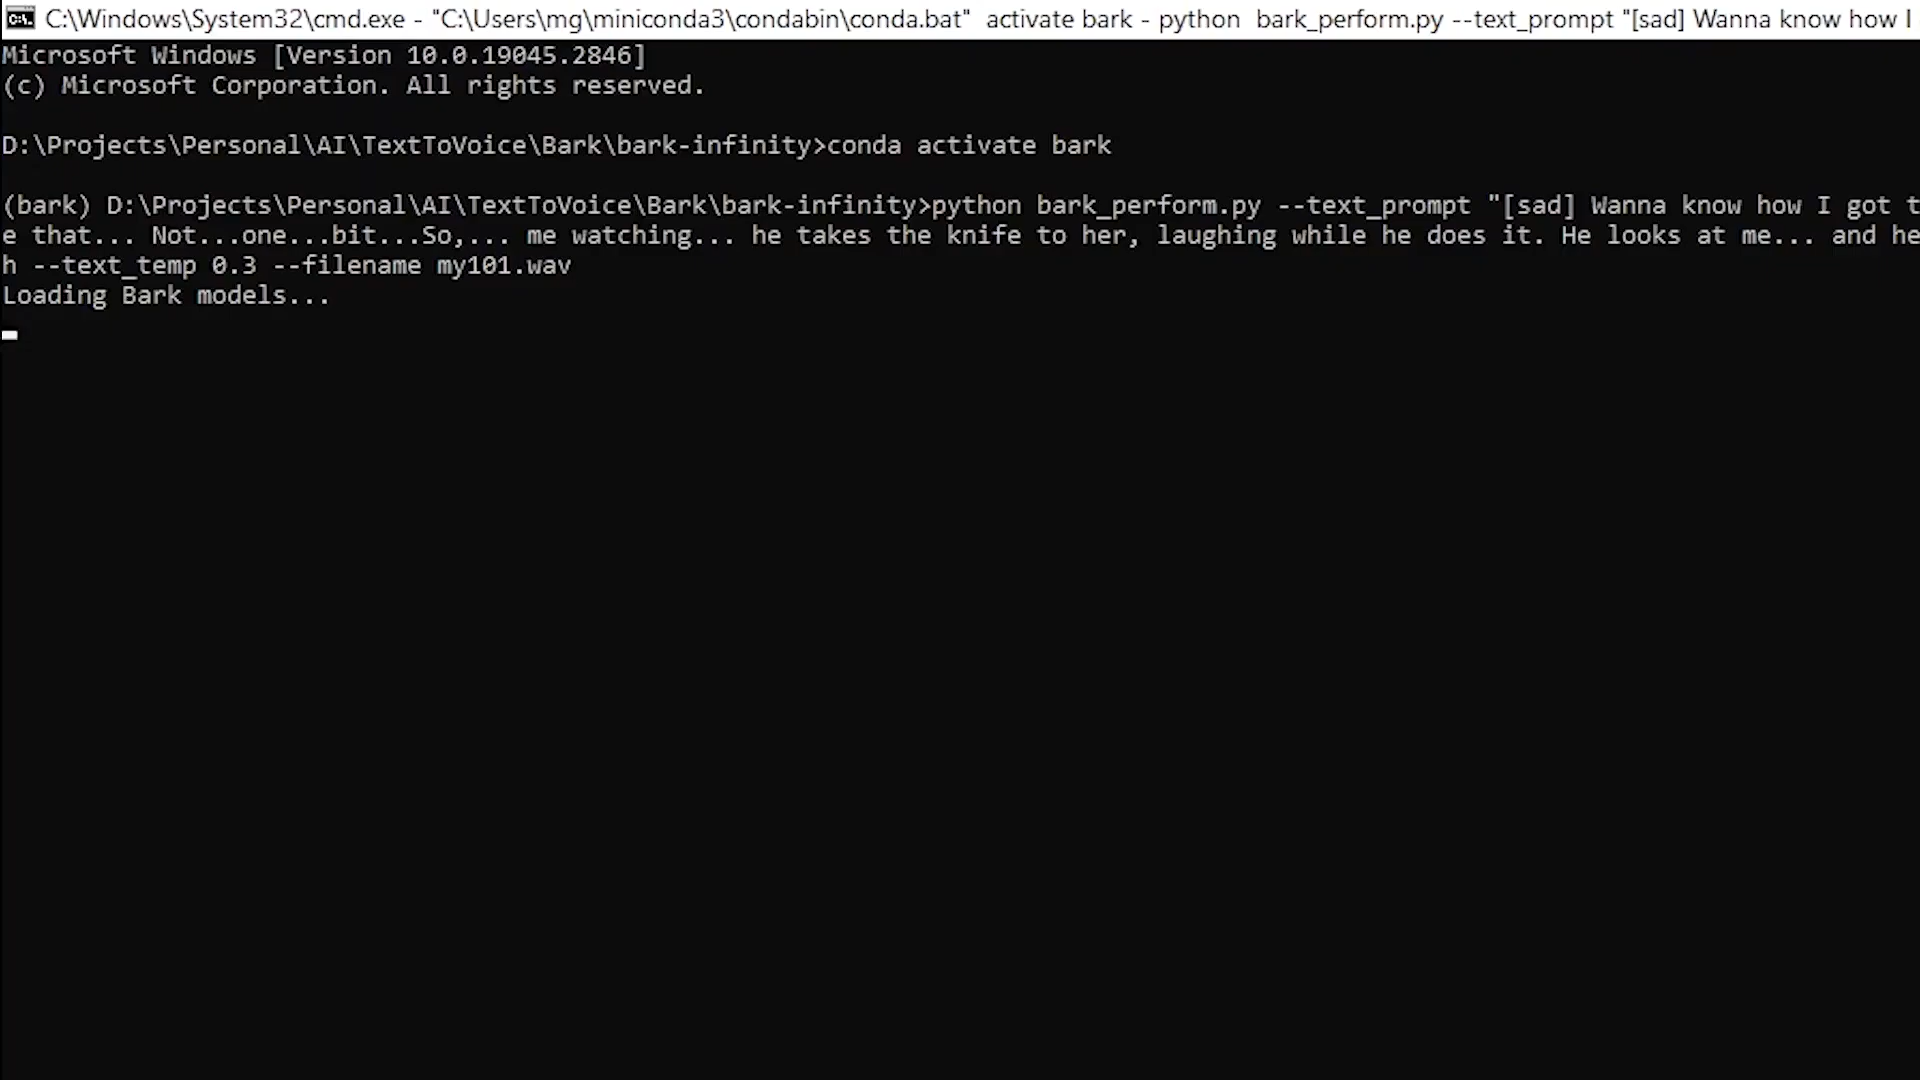 C:\Windows\System32\cmd.exe - "C:\Users\mg\miniconda3\condabin\conda.bat"  activate bark - python  bark_perform.py --text_prompt "[sad] Wanna know how I
Microsoft Windows [Version 10.0.19045.2846]
(c) Microsoft Corporation. All rights reserved.
D:\Projects\Personal\AI\TextToVoice\Bark\bark-infinity>conda activate bark
(bark) D:\Projects\Personal\AI\TextToVoice\Bark\bark-infinity>python bark_perform.py --text_prompt "[sad] Wanna know how I got t
e that... Not...one...bit...So,... me watching... he takes the knife to her, laughing while he does it. He looks at me... and he
h --text_temp 0.3 --filename my101.wav
Loading Bark models...